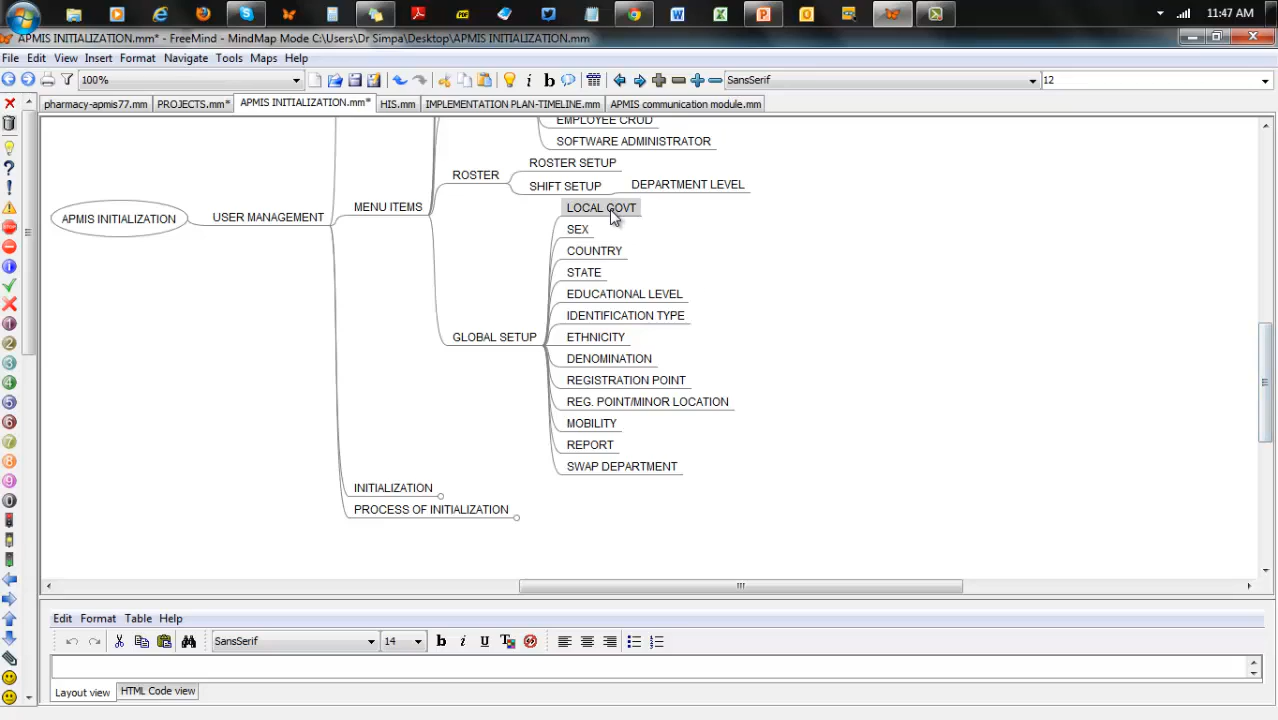 11:47 AM
APMIS INITIALIZATION.mm* - FreeMind - MindMap Mode C:\Users\Dr Simpa\Desktop\APMIS INITIALIZATION.mm
File Edit View Insert Format Navigate Tools Maps Help
100% SansSerif 12
pharmacy-apmis77.mm PROJECTS.mm* APMIS INITIALIZATION.mm* HIS.mm IMPLEMENTATION PLAN-TIMELINE.mm APMIS communication module.mm
EMPLOYEE CRUD
SOFTWARE ADMINISTRATOR
ROSTER SETUP
ROSTER
SHIFT SETUP DEPARTMENT LEVEL
LOCAL GOVT
MENU ITEMS
APMIS INITIALIZATION USER MANAGEMENT
SEX
COUNTRY
STATE
EDUCATIONAL LEVEL
IDENTIFICATION TYPE
GLOBAL SETUP ETHNICITY
DENOMINATION
REGISTRATION POINT
REG. POINT/MINOR LOCATION
MOBILITY
REPORT
SWAP DEPARTMENT
INITIALIZATION
PROCESS OF INITIALIZATION
Edit Format Table Help
SansSerif 14 b i U
Layout view HTML Code view